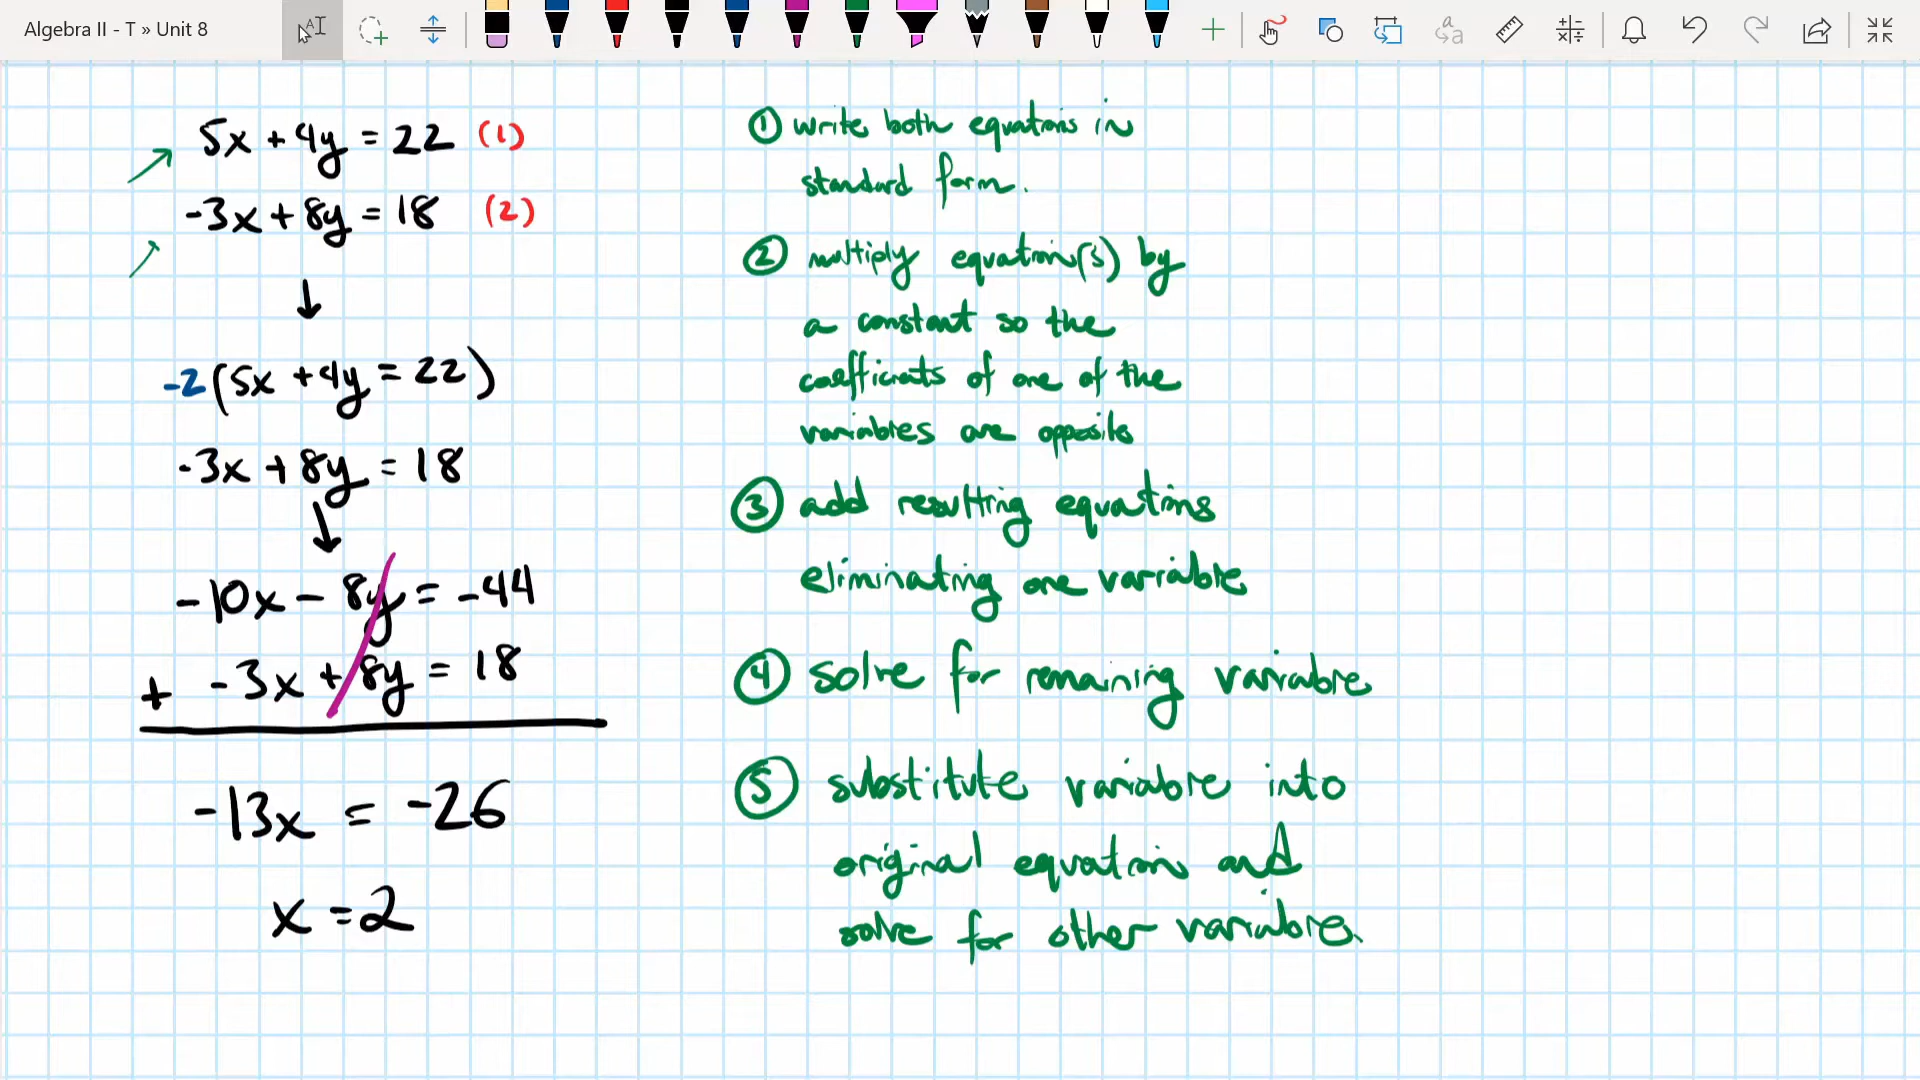 Algebra II - T » Unit 8
5x + 4y = 22 (1)
-3x + 8y = 18 (2)
-2(5x + 4y = 22)
-3x + 8y = 18
-10x - 8y = -44
+ -3x + 8y = 18
-13x = -26
x = 2
① write both equations in
standard form.
② multiply equation(s) by
a constant so the
coefficients of one of the
variables are opposite
③ add resulting equations
eliminating one variable
④ solve for remaining variable
⑤ substitute variable into
original equation and
solve for other variable.